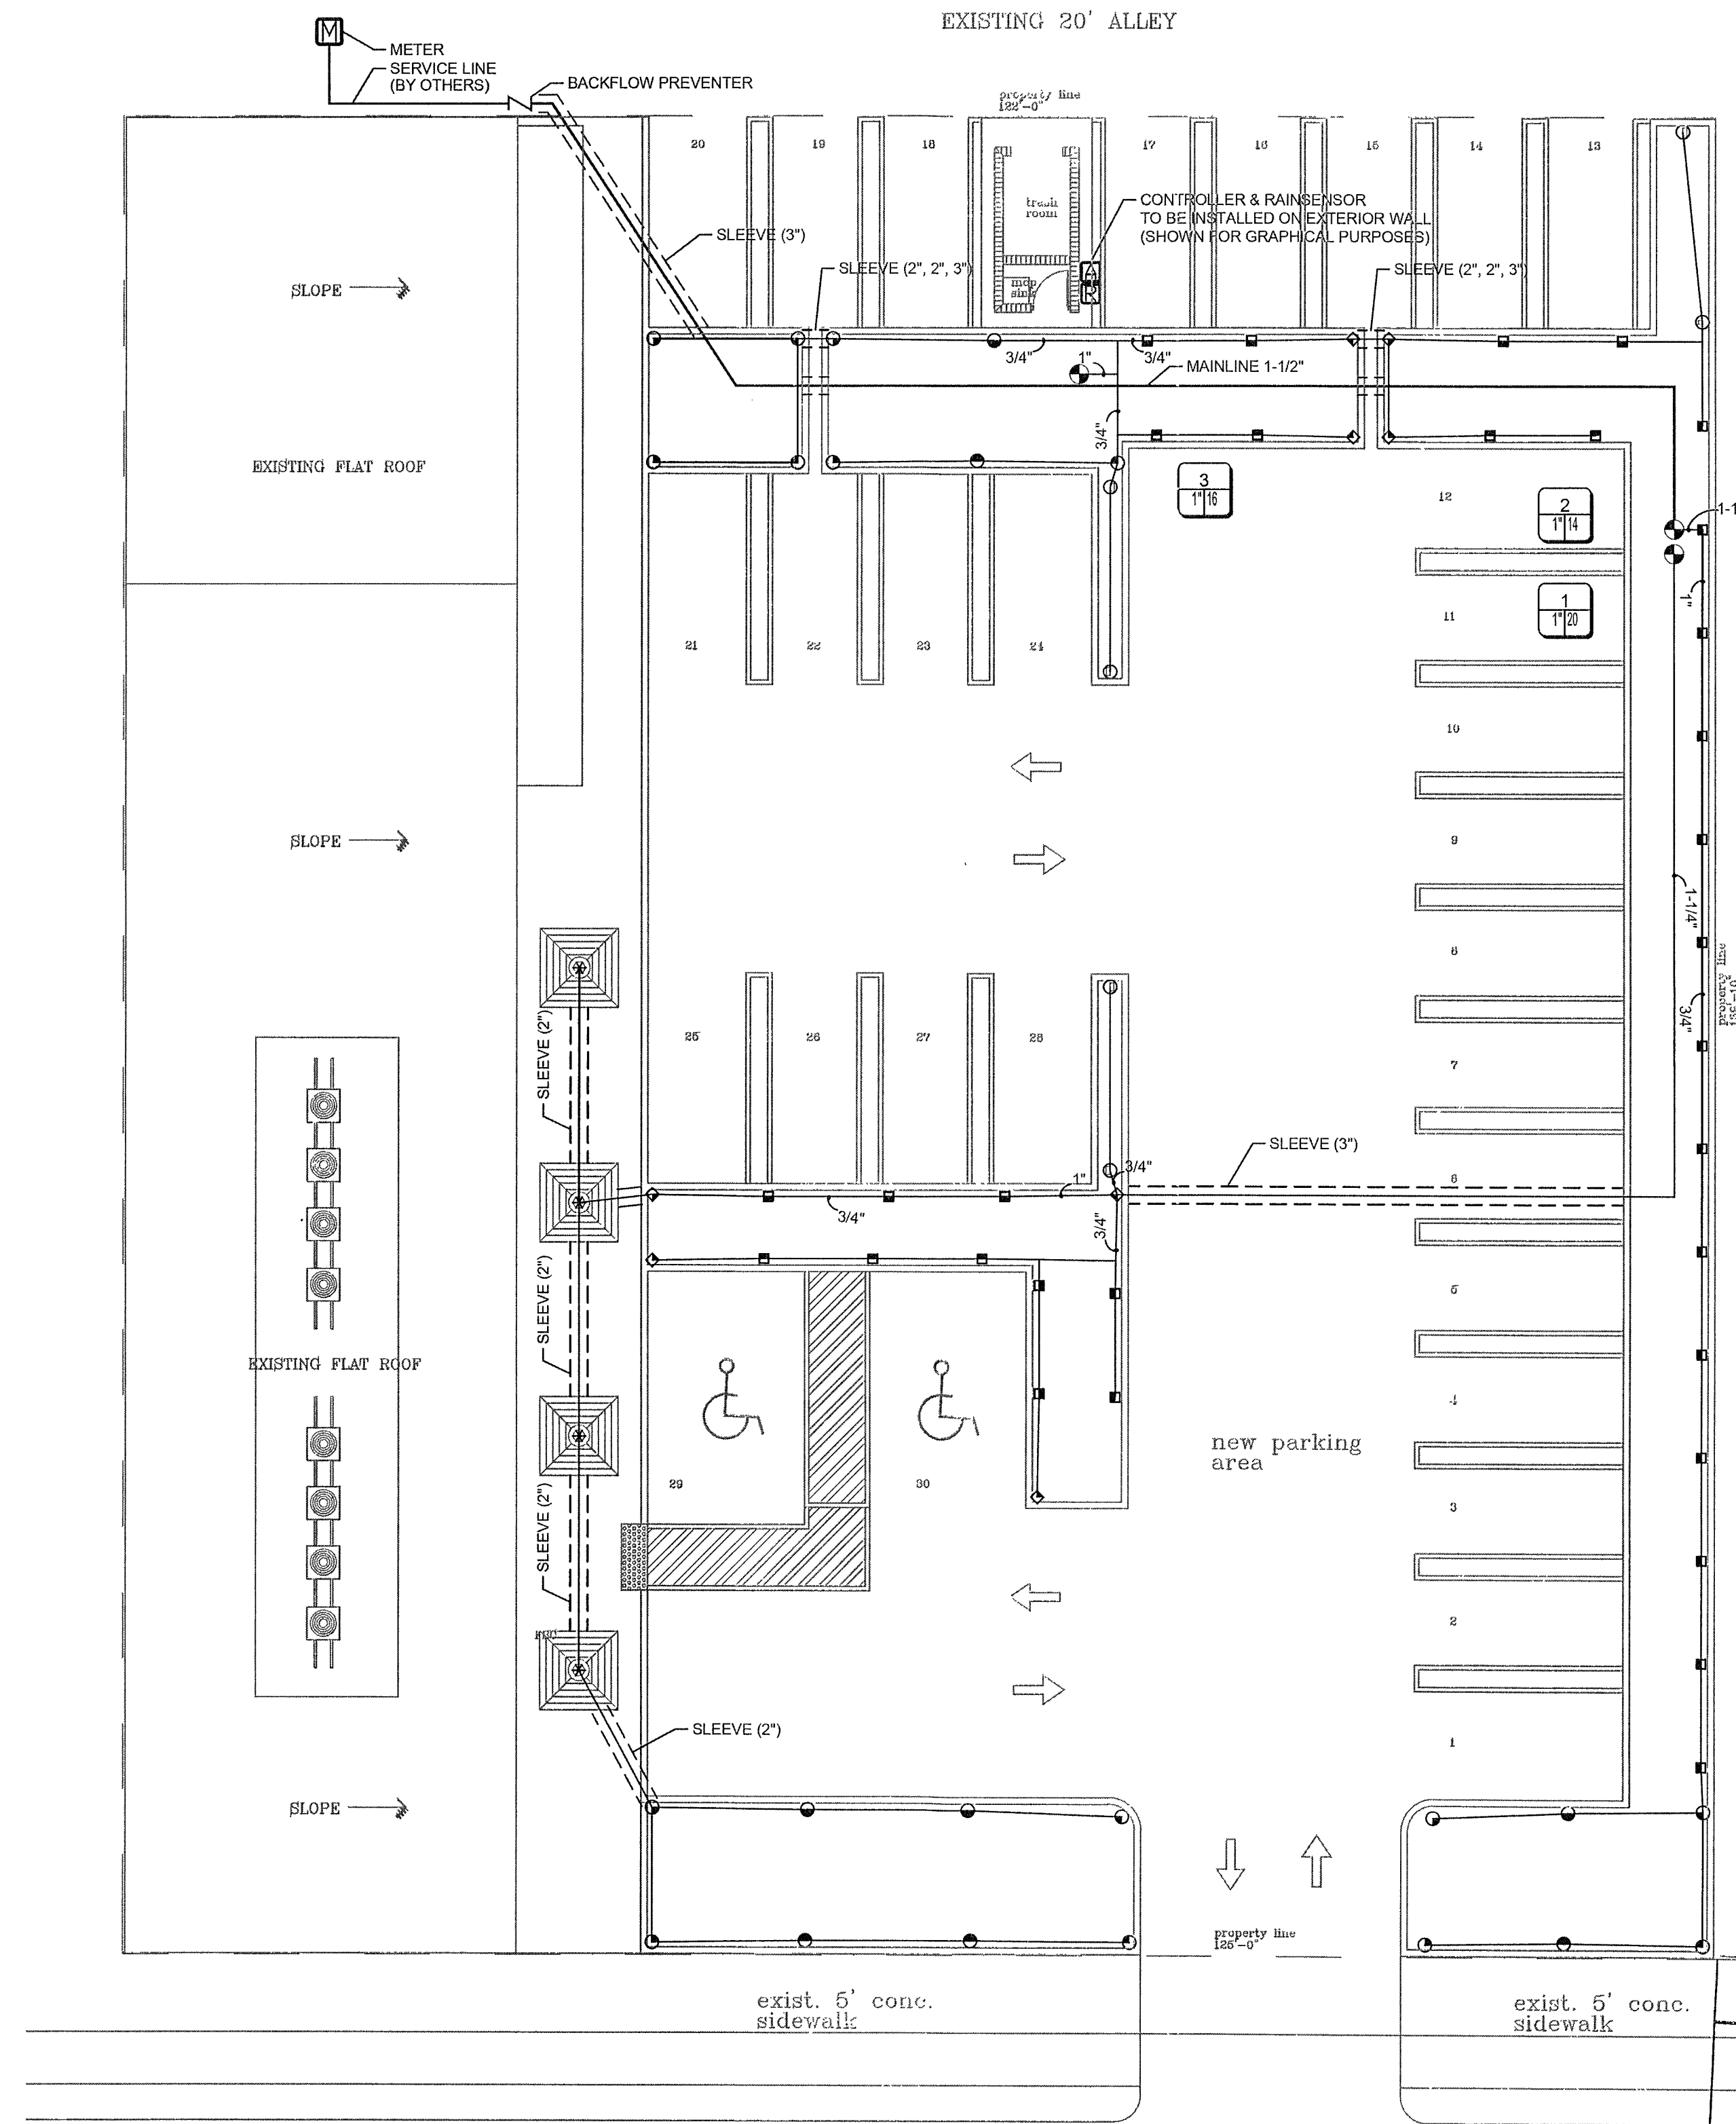 EXISTING 20' ALLEY
M
METER
SERVICE LINE
(BY OTHERS)
BACKFLOW PREVENTER
property line
122'-0"
20
19
18
17
16
15
14
13
trash
room
mop
sink
CONTROLLER & RAINSENSOR
TO BE INSTALLED ON EXTERIOR WALL
(SHOWN FOR GRAPHICAL PURPOSES)
A
R
SLEEVE (3")
SLEEVE (2", 2", 3")
SLEEVE (2", 2", 3")
SLOPE
3/4"
3/4"
1"
MAINLINE 1-1/2"
3/4"
EXISTING FLAT ROOF
3
1" 16
12
2
1" 14
1-1
1"
1
1" 20
11
21
22
23
24
10
SLOPE
9
1-1/4"
8
property line
3/4"
SLEEVE (2")
25
26
27
28
7
SLEEVE (3")
6
3/4"
1"
3/4"
3/4"
SLEEVE (2")
5
EXISTING FLAT ROOF
4
new parking
area
29
30
3
SLEEVE (2")
2
SLEEVE (2")
1
SLOPE
property line
125'-0"
exist. 5' conc.
sidewalk
exist. 5' conc.
sidewalk